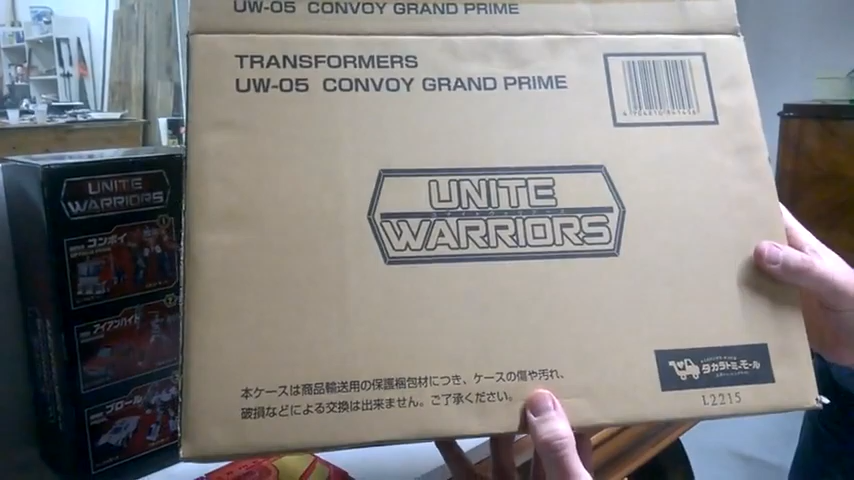 UW-05 CONVOY GRAND PRIME
TRANSFORMERS
UW-05 CONVOY GRAND PRIME
UNITE
WARRIORS
本ケースは商品輸送用の保護梱包材につき、ケースの傷や汚れ、
破損などによる交換は出来ません。ご了承ください。
タカラトミーモール
1.2215
UNITE
WARRIORS
コンボイ
アイアンハイド
プロール